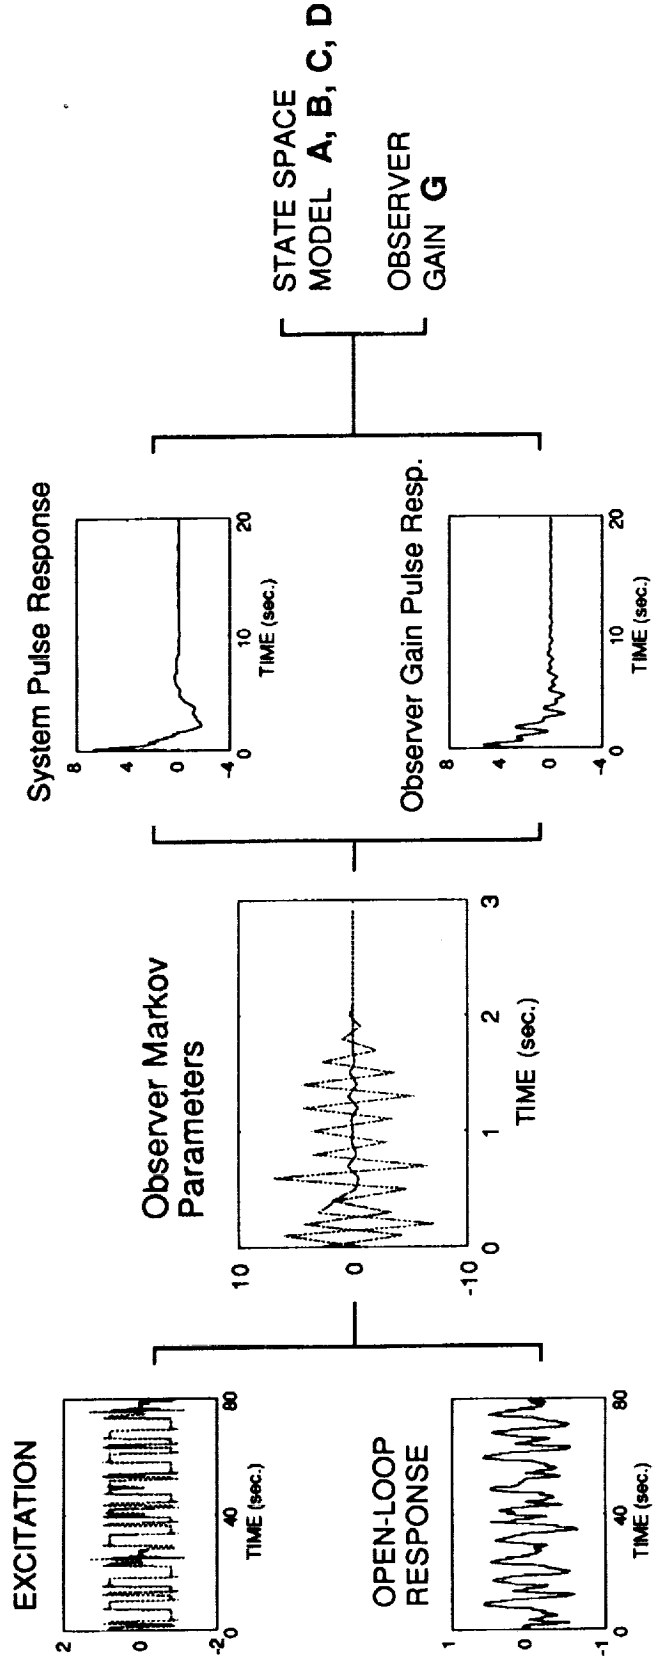 EXCITATION
2
0
-2
0
40
80
TIME (sec.)
OPEN-LOOP
RESPONSE
1
0
-1
0
40
80
TIME (sec.)
Observer Markov
Parameters
10
0
-10
0
1
2
3
TIME (sec.)
System Pulse Response
8
4
0
-4
0
10
20
TIME (sec.)
Observer Gain Pulse Resp.
8
4
0
-4
0
10
20
TIME (sec.)
STATE SPACE
MODEL A, B, C, D
OBSERVER
GAIN G